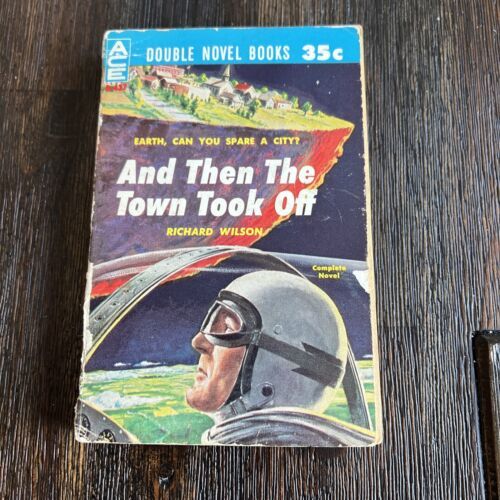 ACE
DOUBLE NOVEL BOOKS 35c
EARTH, CAN YOU SPARE A CITY?
And Then The
Town Took Off
RICHARD WILSON
Complete
Novel